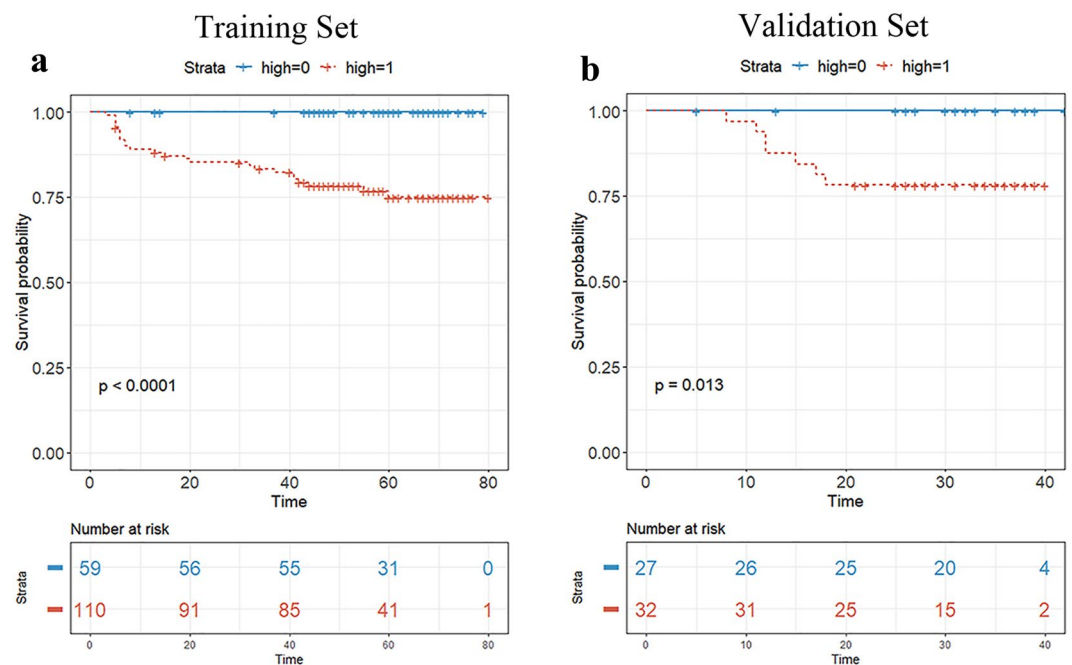 Training Set
a
Strata high=0 high=1
Survival probability
1.00
0.75
0.50
0.25
0.00
p < 0.0001
0 20 40 60 80
Time
Number at risk
Strata
59 56 55 31 0
110 91 85 41 1
0 20 40 60 80
Time
Validation Set
b
Strata high=0 high=1
Survival probability
1.00
0.75
0.50
0.25
0.00
p = 0.013
0 10 20 30 40
Time
Number at risk
Strata
27 26 25 20 4
32 31 25 15 2
0 10 20 30 40
Time